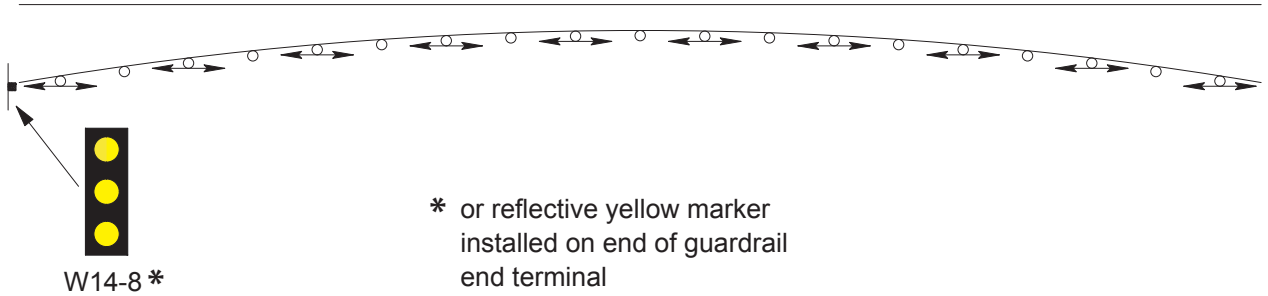 * or reflective yellow marker
installed on end of guardrail
end terminal
W14-8 *